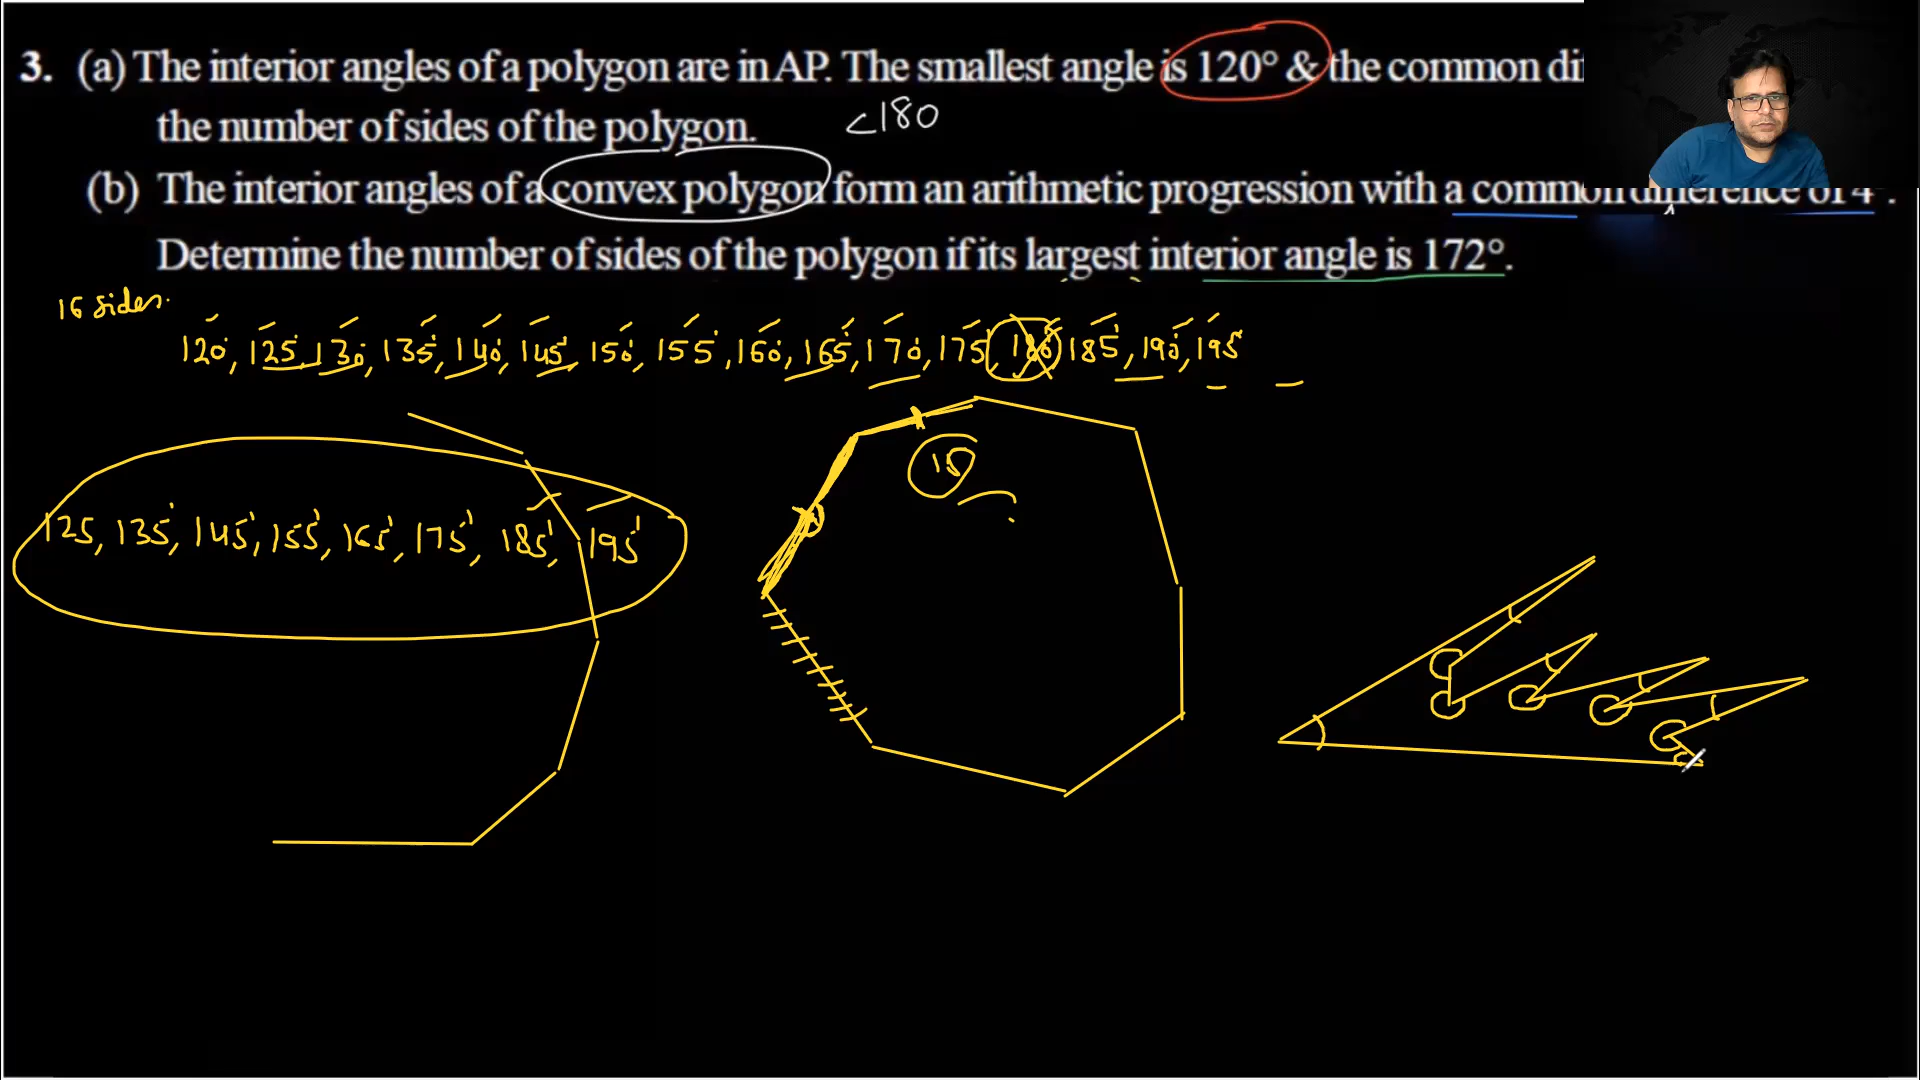 3. (a) The interior angles of a polygon are in AP. The smallest angle is 120° & the common di
the number of sides of the polygon.
<180
(b) The interior angles of a convex polygon form an arithmetic progression with a common difference of 4°.
Determine the number of sides of the polygon if its largest interior angle is 172°.
16 sides.
120, 125, 130, 135, 140, 145, 150, 155, 160, 165, 170, 175, 180, 185, 190, 195
125, 135, 145, 155, 165, 175, 185, 195